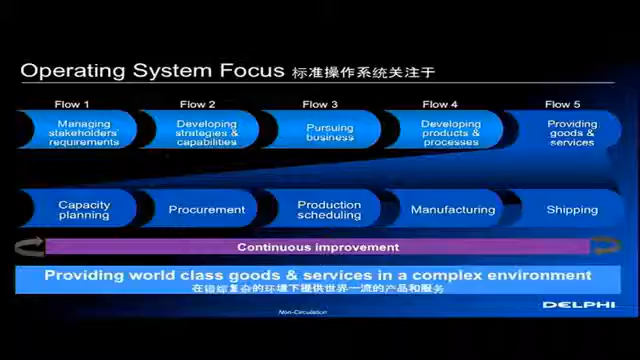 Operating System Focus 标准操作系统关注于
Flow 1
Flow 2
Flow 3
Flow 4
Flow 5
Managing
stakeholders'
requirements
Developing
strategies &
capabilities
Pursuing
business
Developing
products &
processes
Providing
goods &
services
Capacity
planning
Procurement
Production
scheduling
Manufacturing
Shipping
Continuous improvement
Providing world class goods & services in a complex environment
在错综复杂的环境下提供世界一流的产品和服务
DELPHI
Non-Circulation